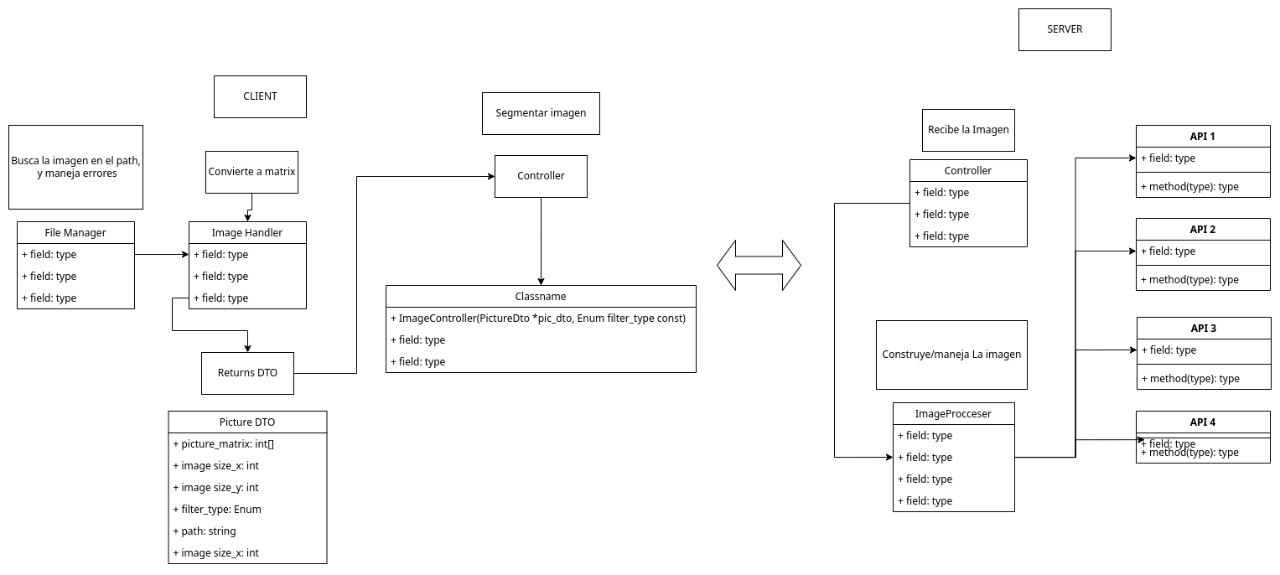 SERVER
CLIENT
Segmentar imagen
Busca la imagen en el path,
y maneja errores
Convierte a matrix
Controller
File Manager
+ field: type
+ field: type
+ field: type
Image Handler
+ field: type
+ field: type
+ field: type
Returns DTO
Classname
+ ImageController(PictureDto *pic_dto, Enum filter_type const)
+ field: type
+ field: type
Picture DTO
+ picture_matrix: int[]
+ image size_x: int
+ image size_y: int
+ filter_type: Enum
+ path: string
+ image size_x: int
Recibe la Imagen
Controller
+ field: type
+ field: type
+ field: type
Construye/maneja La imagen
ImageProcceser
+ field: type
+ field: type
+ field: type
+ field: type
API 1
+ field: type
+ method(type): type
API 2
+ field: type
+ method(type): type
API 3
+ field: type
+ method(type): type
API 4
+ field: type
+ method(type): type